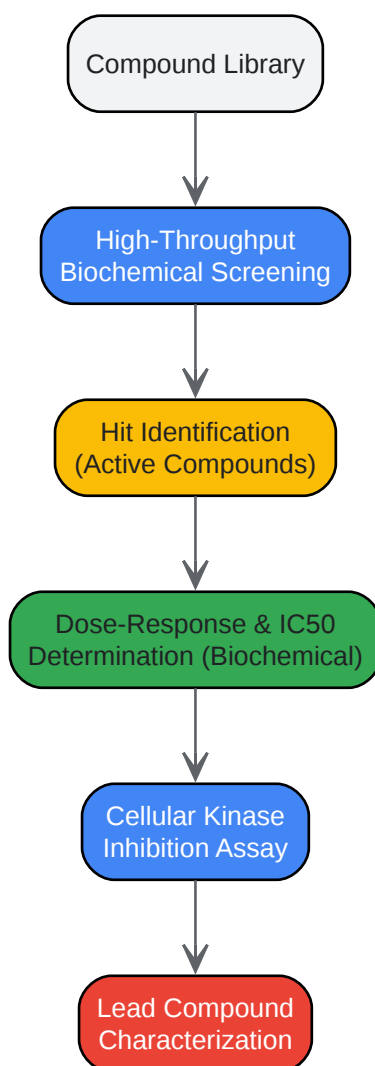 Compound Library
High-Throughput
Biochemical Screening
Hit Identification
(Active Compounds)
Dose-Response & IC50
Determination (Biochemical)
Cellular Kinase
Inhibition Assay
Lead Compound
Characterization